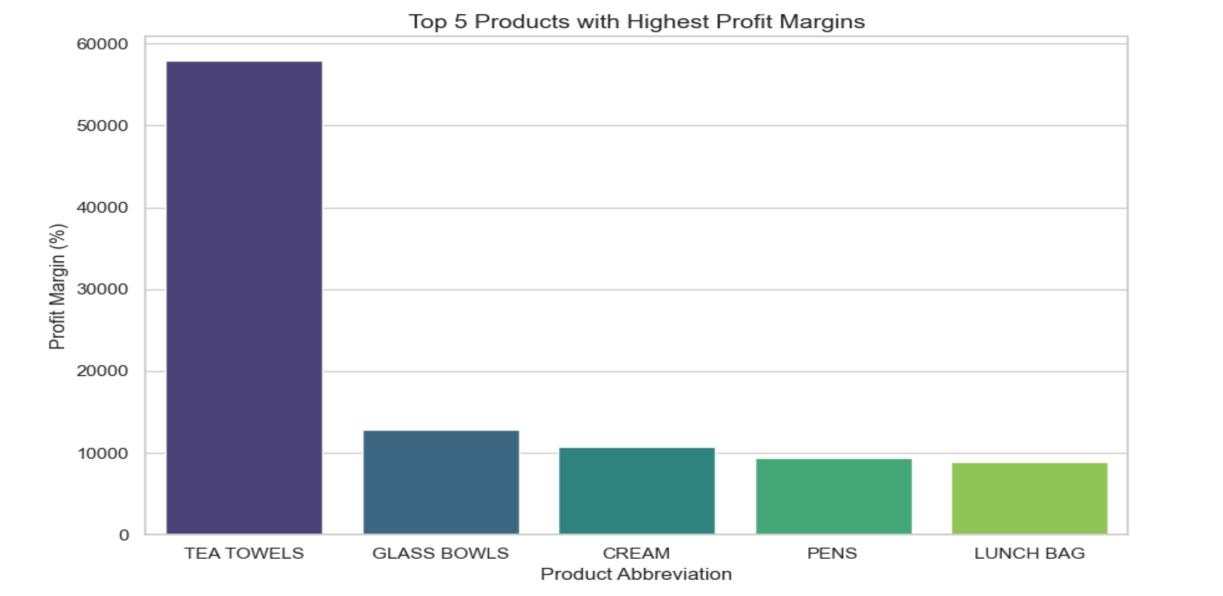 Top 5 Products with Highest Profit Margins
60000
50000
40000
30000
20000
10000
0
Profit Margin (%)
TEA TOWELS GLASS BOWLS CREAM PENS LUNCH BAG
Product Abbreviation